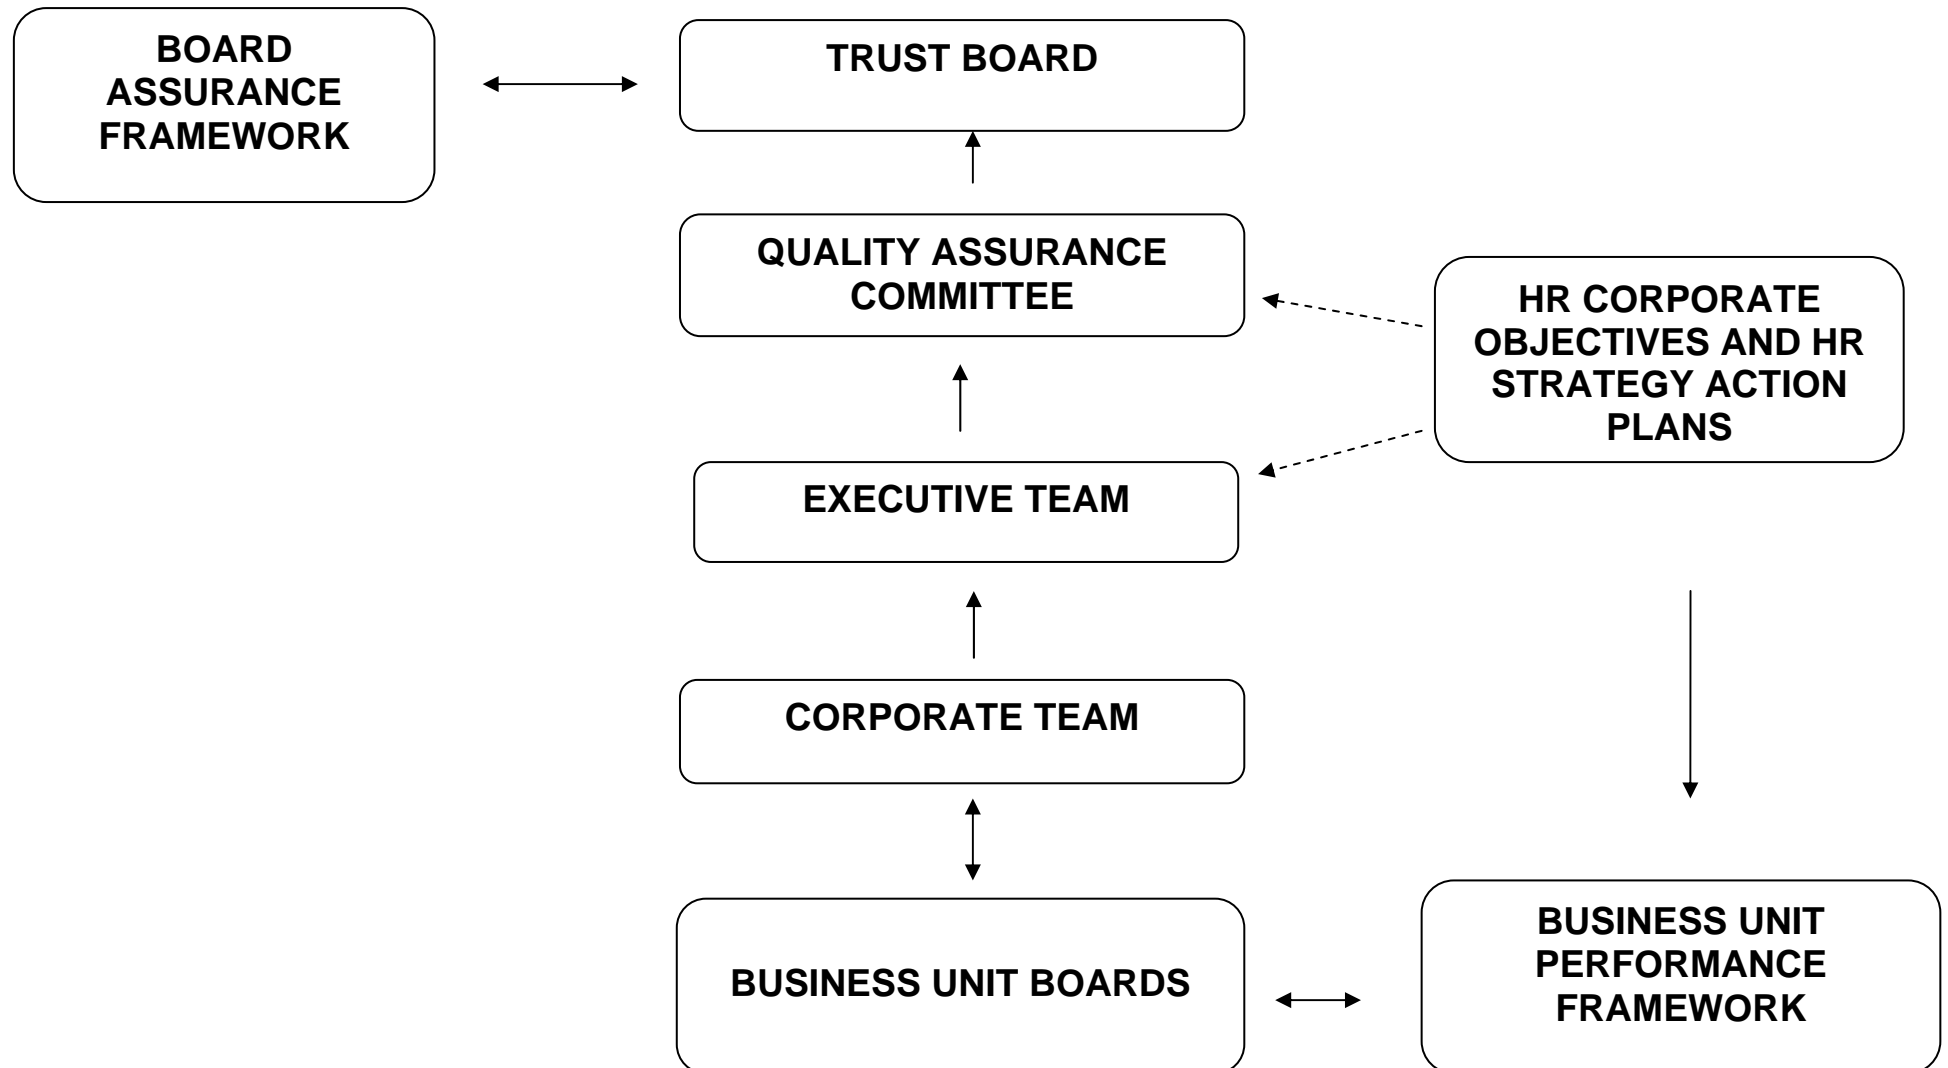 BOARD
ASSURANCE
FRAMEWORK
TRUST BOARD
QUALITY ASSURANCE
COMMITTEE
HR CORPORATE
OBJECTIVES AND HR
STRATEGY ACTION
PLANS
EXECUTIVE TEAM
CORPORATE TEAM
BUSINESS UNIT BOARDS
BUSINESS UNIT
PERFORMANCE
FRAMEWORK